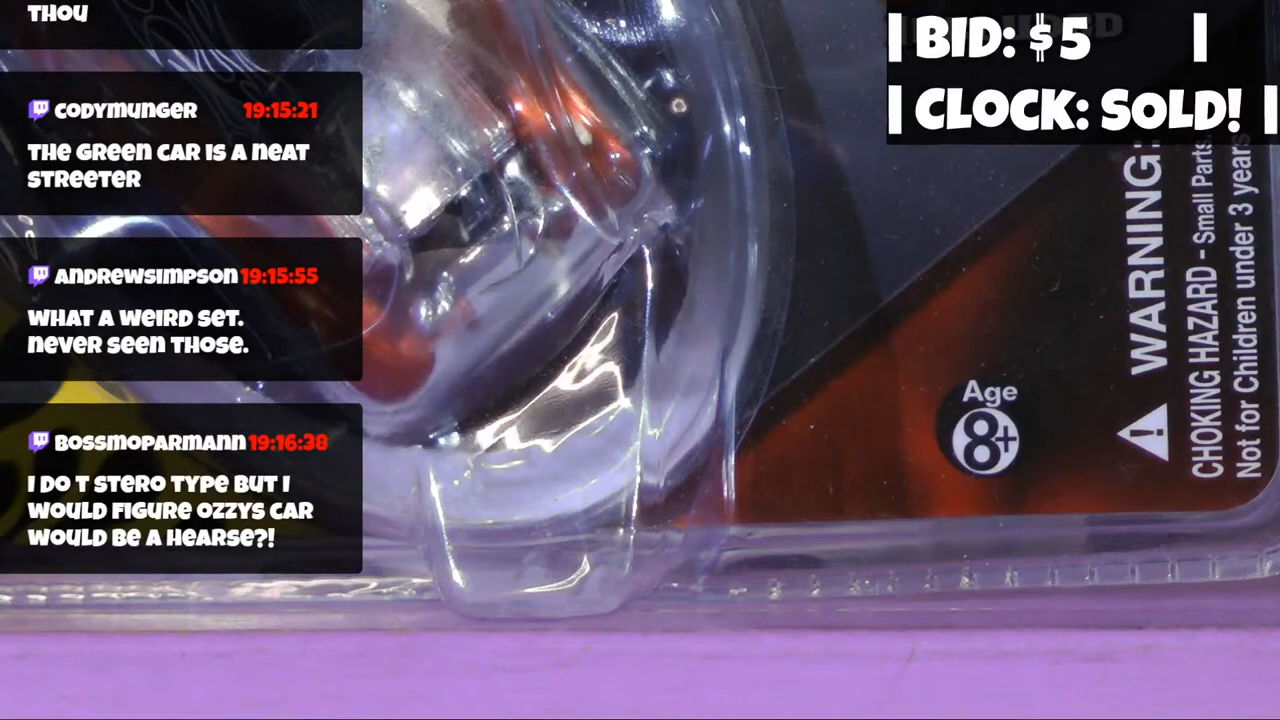 THOU
CODYMUNGER 19:15:21
THE GREEN CAR IS A NEAT
STREETER
ANDREWSIMPSON 19:15:55
WHAT A WEIRD SET.
NEVER SEEN THOSE.
BOSSMOPARMANN 19:16:38
I DO T STERO TYPE BUT I
WOULD FIGURE OZZYS CAR
WOULD BE A HEARSE?!
| BID: $5 |
| CLOCK: SOLD! |
Age
8+
WARNING:
CHOKING HAZARD - Small Parts.
Not for Children under 3 years